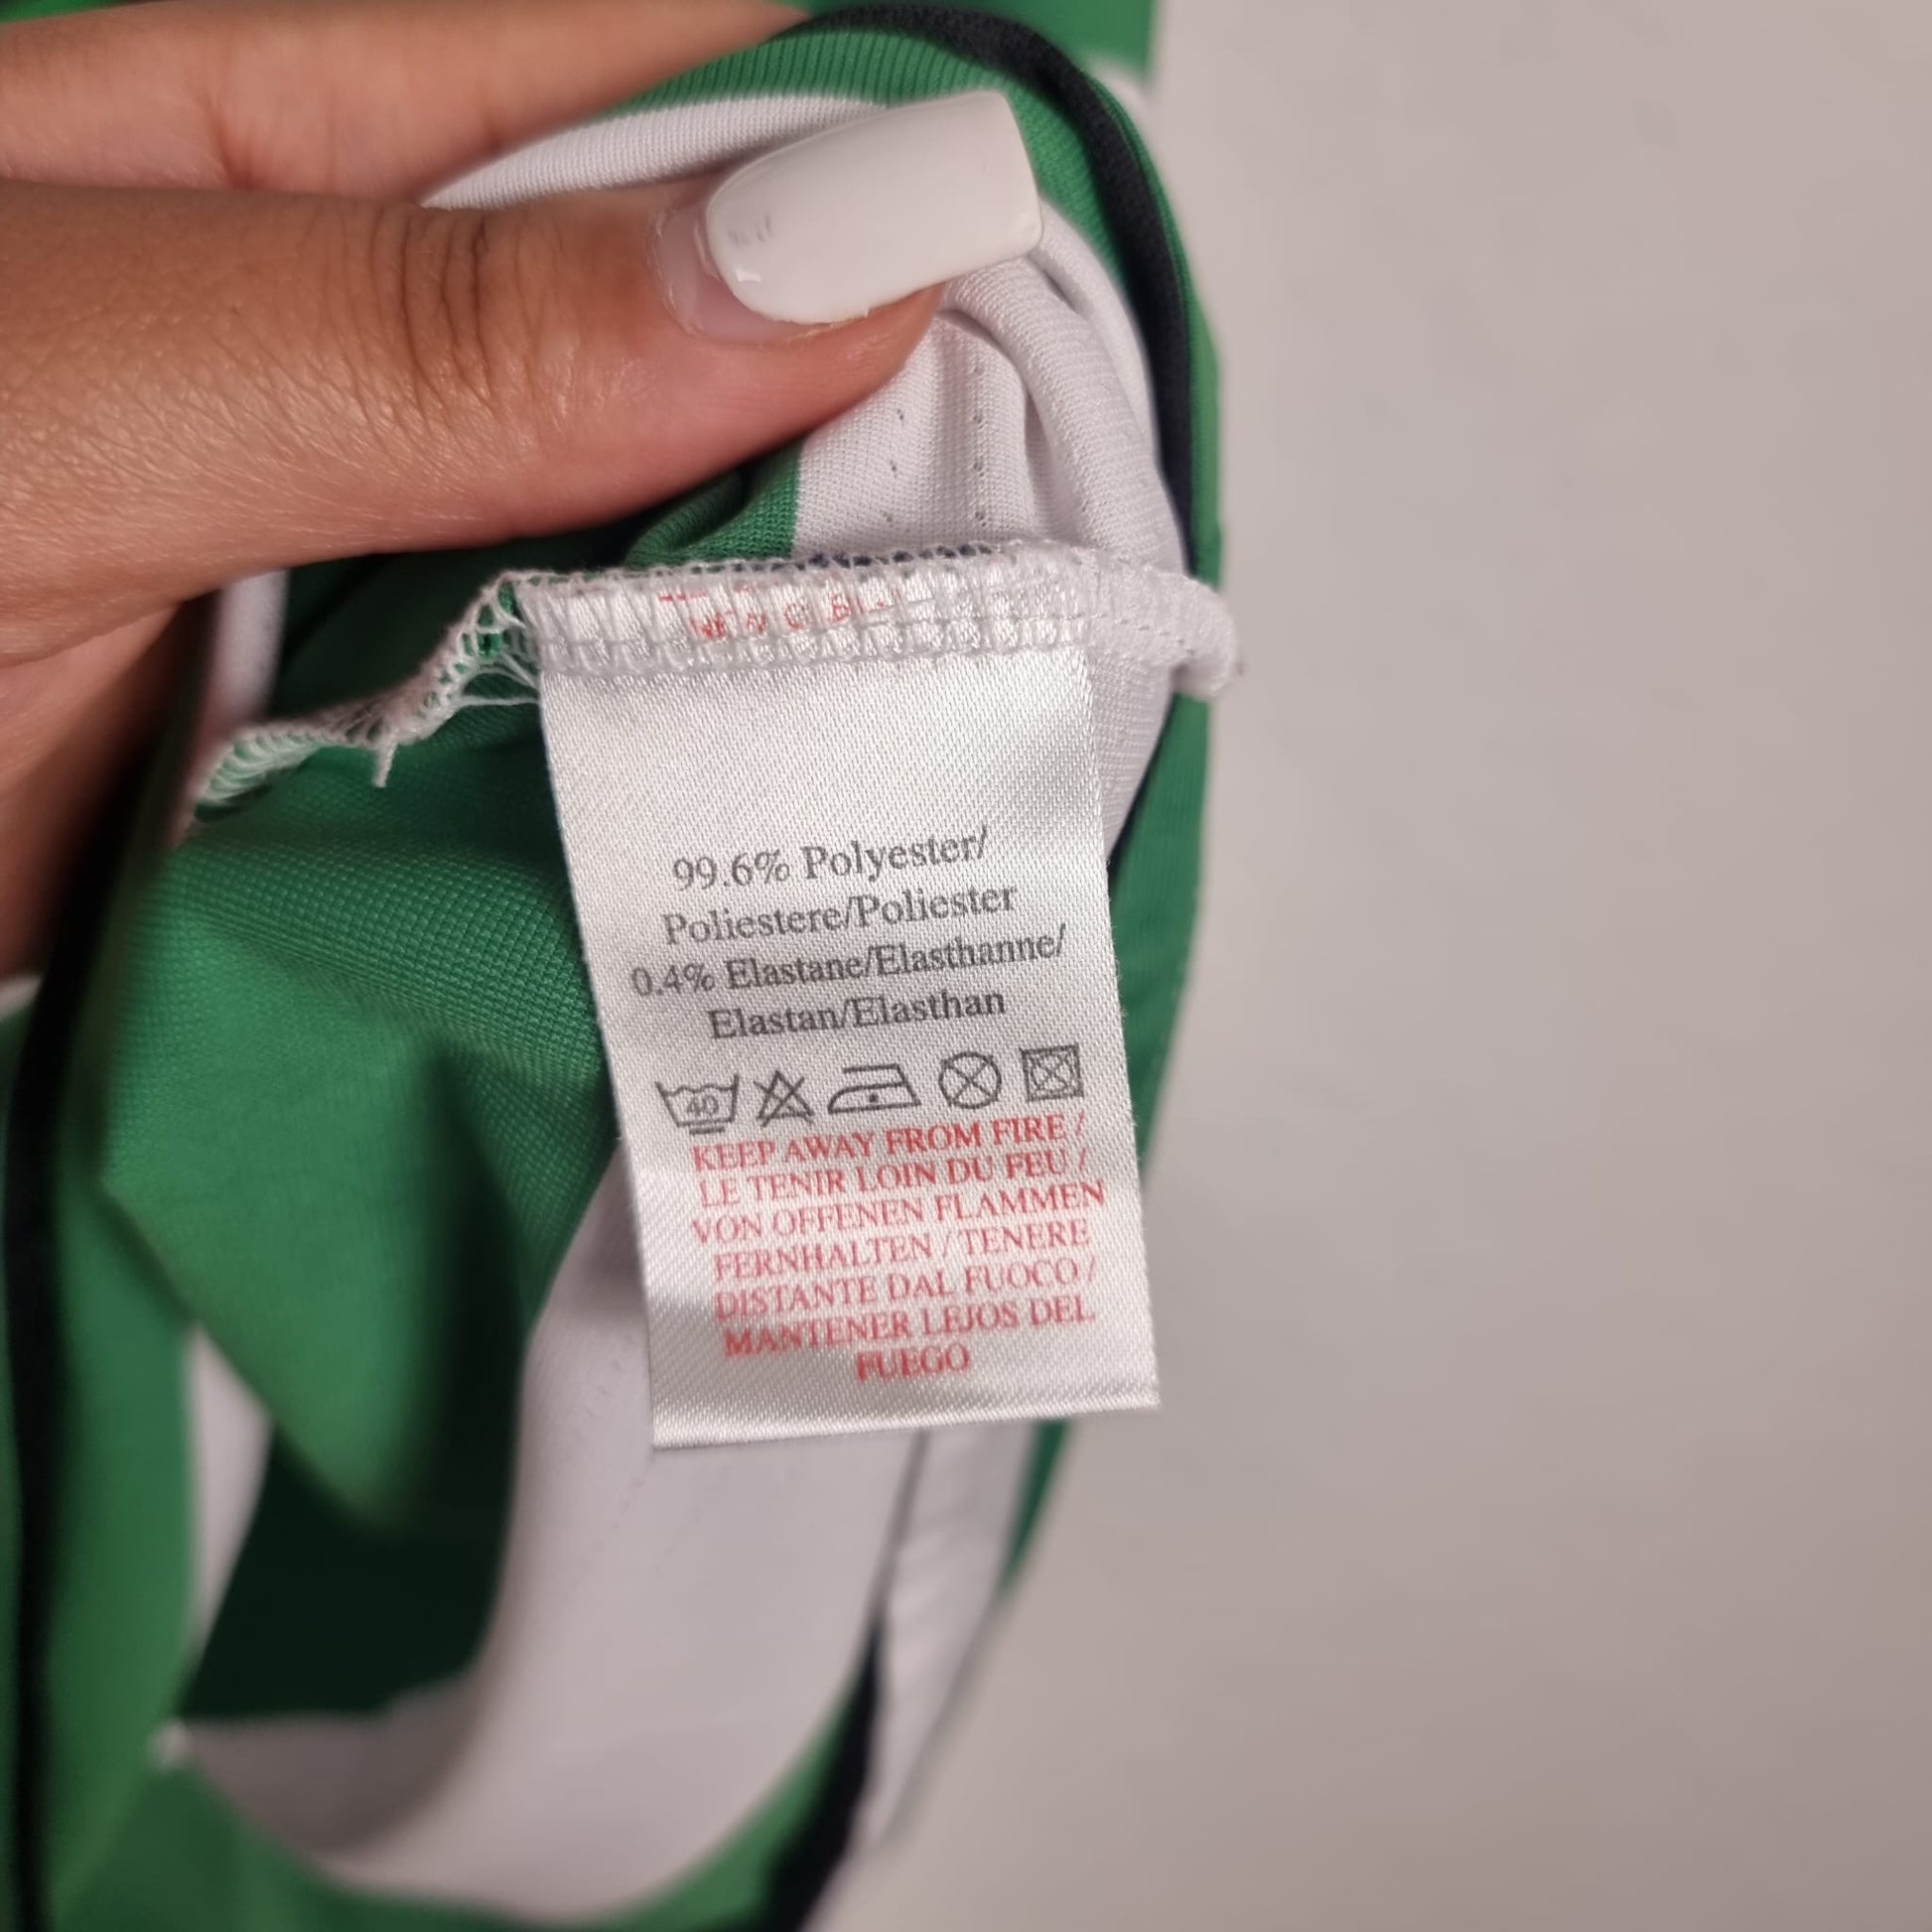 99.6% Polyester/
Poliestere/Poliester
0.4% Elastane/Elasthanne/
Elastan/Elasthan
40
KEEP AWAY FROM FIRE /
LE TENIR LOIN DU FEU /
VON OFFENEN FLAMMEN
FERNHALTEN / TENERE
DISTANTE DAL FUOCO /
MANTENER LEJOS DEL
FUEGO